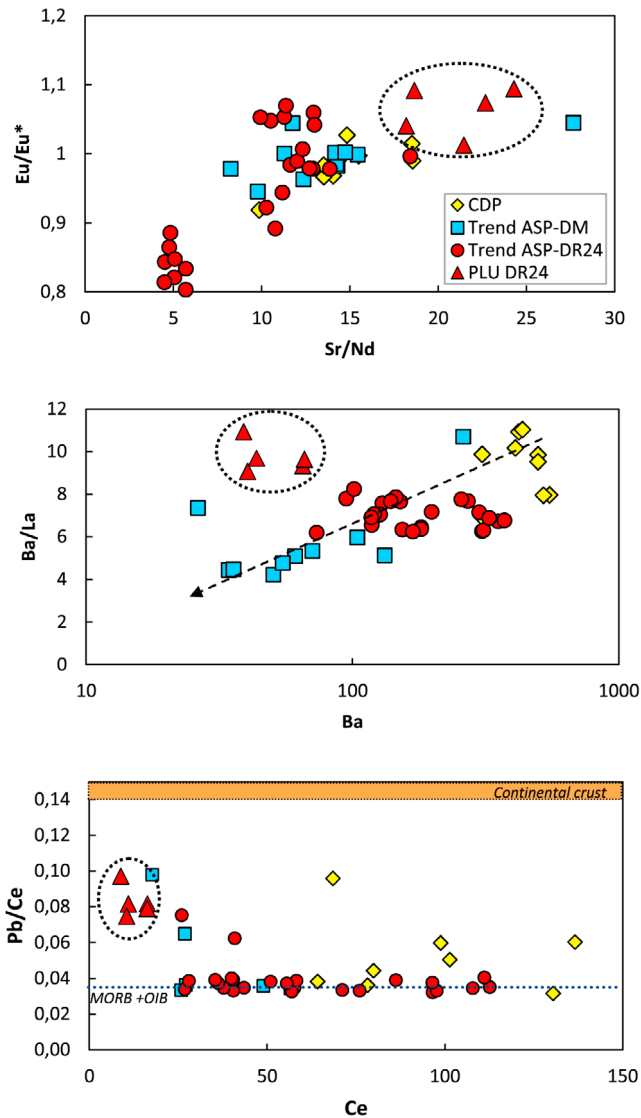 1,2
1,1
1
0,9
0,8
Eu/Eu*
CDP
Trend ASP-DM
Trend ASP-DR24
PLU DR24
0 5 10 15 20 25 30
Sr/Nd
12
10
8
6
4
2
0
Ba/La
10 100 1000
Ba
Continental crust
0,14
0,12
0,10
0,08
0,06
0,04
0,02
0,00
Pb/Ce
MORB +OIB
0 50 100 150
Ce